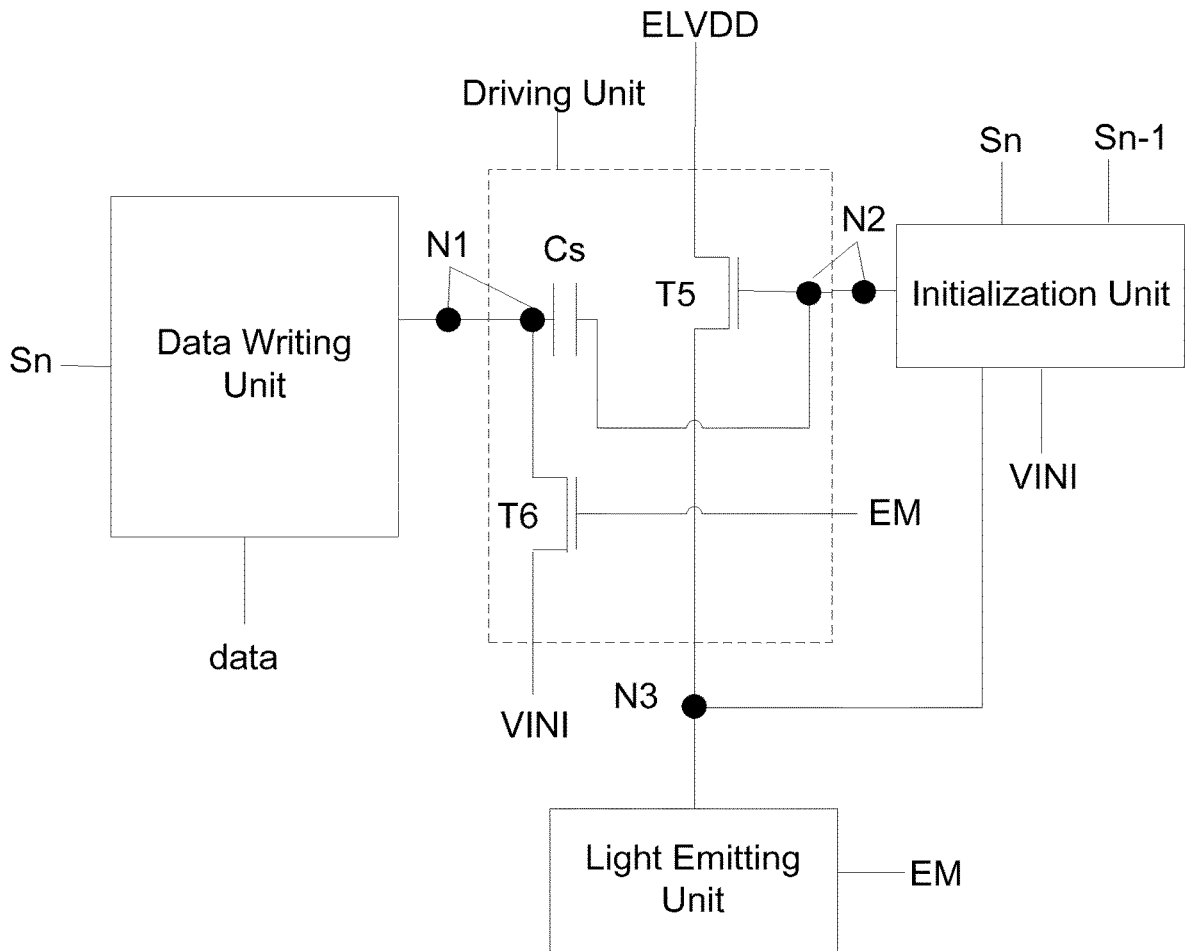 ELVDD
Driving Unit
Sn
Sn-1
N1
Cs
N2
T5
Initialization Unit
Data Writing
Unit
Sn
VINI
T6
EM
data
N3
VINI
Light Emitting
Unit
EM